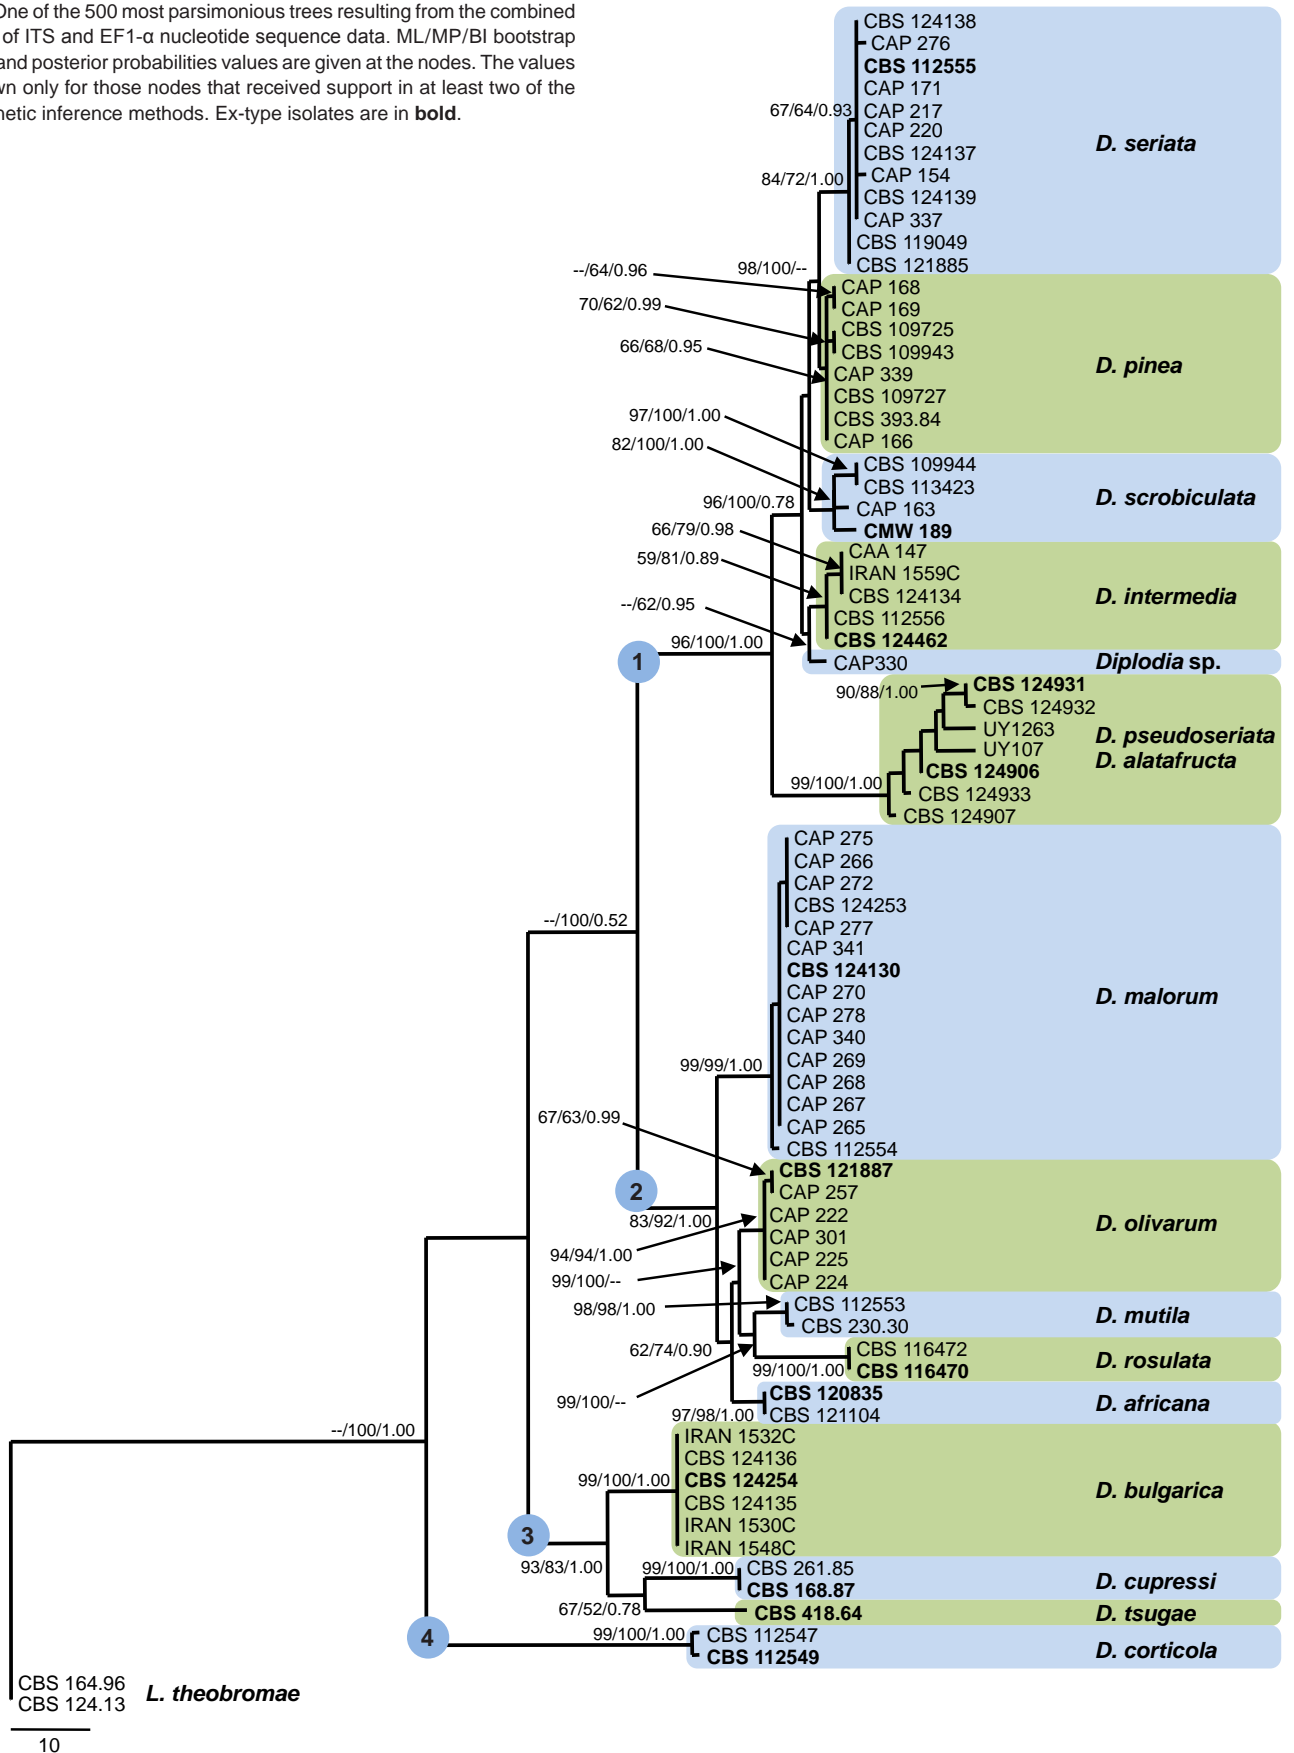 One of the 500 most parsimonious trees resulting from the combined
of ITS and EF1-α nucleotide sequence data. ML/MP/BI bootstrap
and posterior probabilities values are given at the nodes. The values
wn only for those nodes that received support in at least two of the
netic inference methods. Ex-type isolates are in bold.
CBS 124138
CAP 276
CBS 112555
CAP 171
67/64/0.93
CAP 217
CAP 220
D. seriata
CBS 124137
CAP 154
84/72/1.00
CBS 124139
CAP 337
CBS 119049
CBS 121885
--/64/0.96
98/100/--
CAP 168
70/62/0.99
CAP 169
CBS 109725
66/68/0.95
CBS 109943
D. pinea
CAP 339
CBS 109727
CBS 393.84
CAP 166
97/100/1.00
82/100/1.00
CBS 109944
CBS 113423
D. scrobiculata
96/100/0.78
CAP 163
CMW 189
66/79/0.98
59/81/0.89
CAA 147
IRAN 1559C
CBS 124134
D. intermedia
--/62/0.95
CBS 112556
CBS 124462
1
96/100/1.00
CAP330
Diplodia sp.
90/88/1.00
CBS 124931
CBS 124932
UY1263
D. pseudoseriata
UY107
D. alatafructa
CBS 124906
99/100/1.00
CBS 124933
CBS 124907
CAP 275
CAP 266
CAP 272
CBS 124253
--/100/0.52
CAP 277
CAP 341
CBS 124130
CAP 270
D. malorum
CAP 278
CAP 340
CAP 269
99/99/1.00
CAP 268
CAP 267
CAP 265
CBS 112554
67/63/0.99
CBS 121887
2
CAP 257
83/92/1.00
CAP 222
D. olivarum
CAP 301
94/94/1.00
CAP 225
99/100/--
CAP 224
98/98/1.00
CBS 112553
D. mutila
CBS 230.30
62/74/0.90
CBS 116472
D. rosulata
99/100/1.00
CBS 116470
99/100/--
CBS 120835
D. africana
97/98/1.00
CBS 121104
--/100/1.00
IRAN 1532C
CBS 124136
99/100/1.00
CBS 124254
D. bulgarica
CBS 124135
IRAN 1530C
3
IRAN 1548C
93/83/1.00
99/100/1.00
CBS 261.85
D. cupressi
CBS 168.87
67/52/0.78
CBS 418.64
D. tsugae
4
99/100/1.00
CBS 112547
D. corticola
CBS 112549
CBS 164.96
L. theobromae
CBS 124.13
10